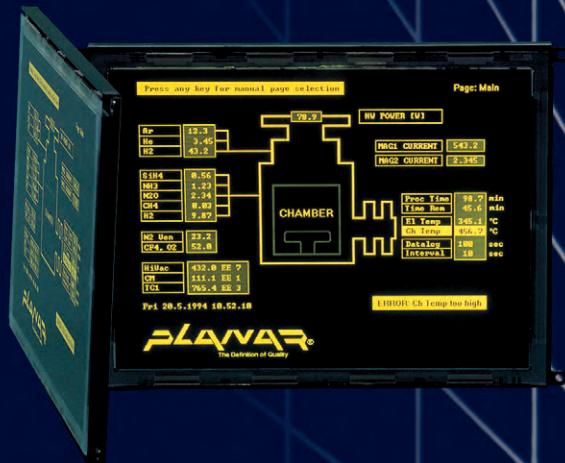 Press any key for manual page selection
Page: Main
78.9
HW POWER [W]
Ar 12.3
He 3.45
H2 43.2
MAG1 CURRENT 543.2
MAG2 CURRENT 2.345
SiH4 0.56
NH3 1.23
N2O 2.34
CH4 8.03
H2 9.87
CHAMBER
Proc Time 98.7 min
Time Rem 45.6 min
El Temp 345.1 °C
Ch Temp 456.7 °C
Datalog 100 sec
Interval 10 sec
N2 Ven 23.2
CF4, O2 52.0
HiVac 432.0 EE 7
CM 111.1 EE 1
TC1 765.4 EE 3
Fri 20.5.1994 10.52.10
ERROR: Ch Temp too high
PLANAR®
The Definition of Quality